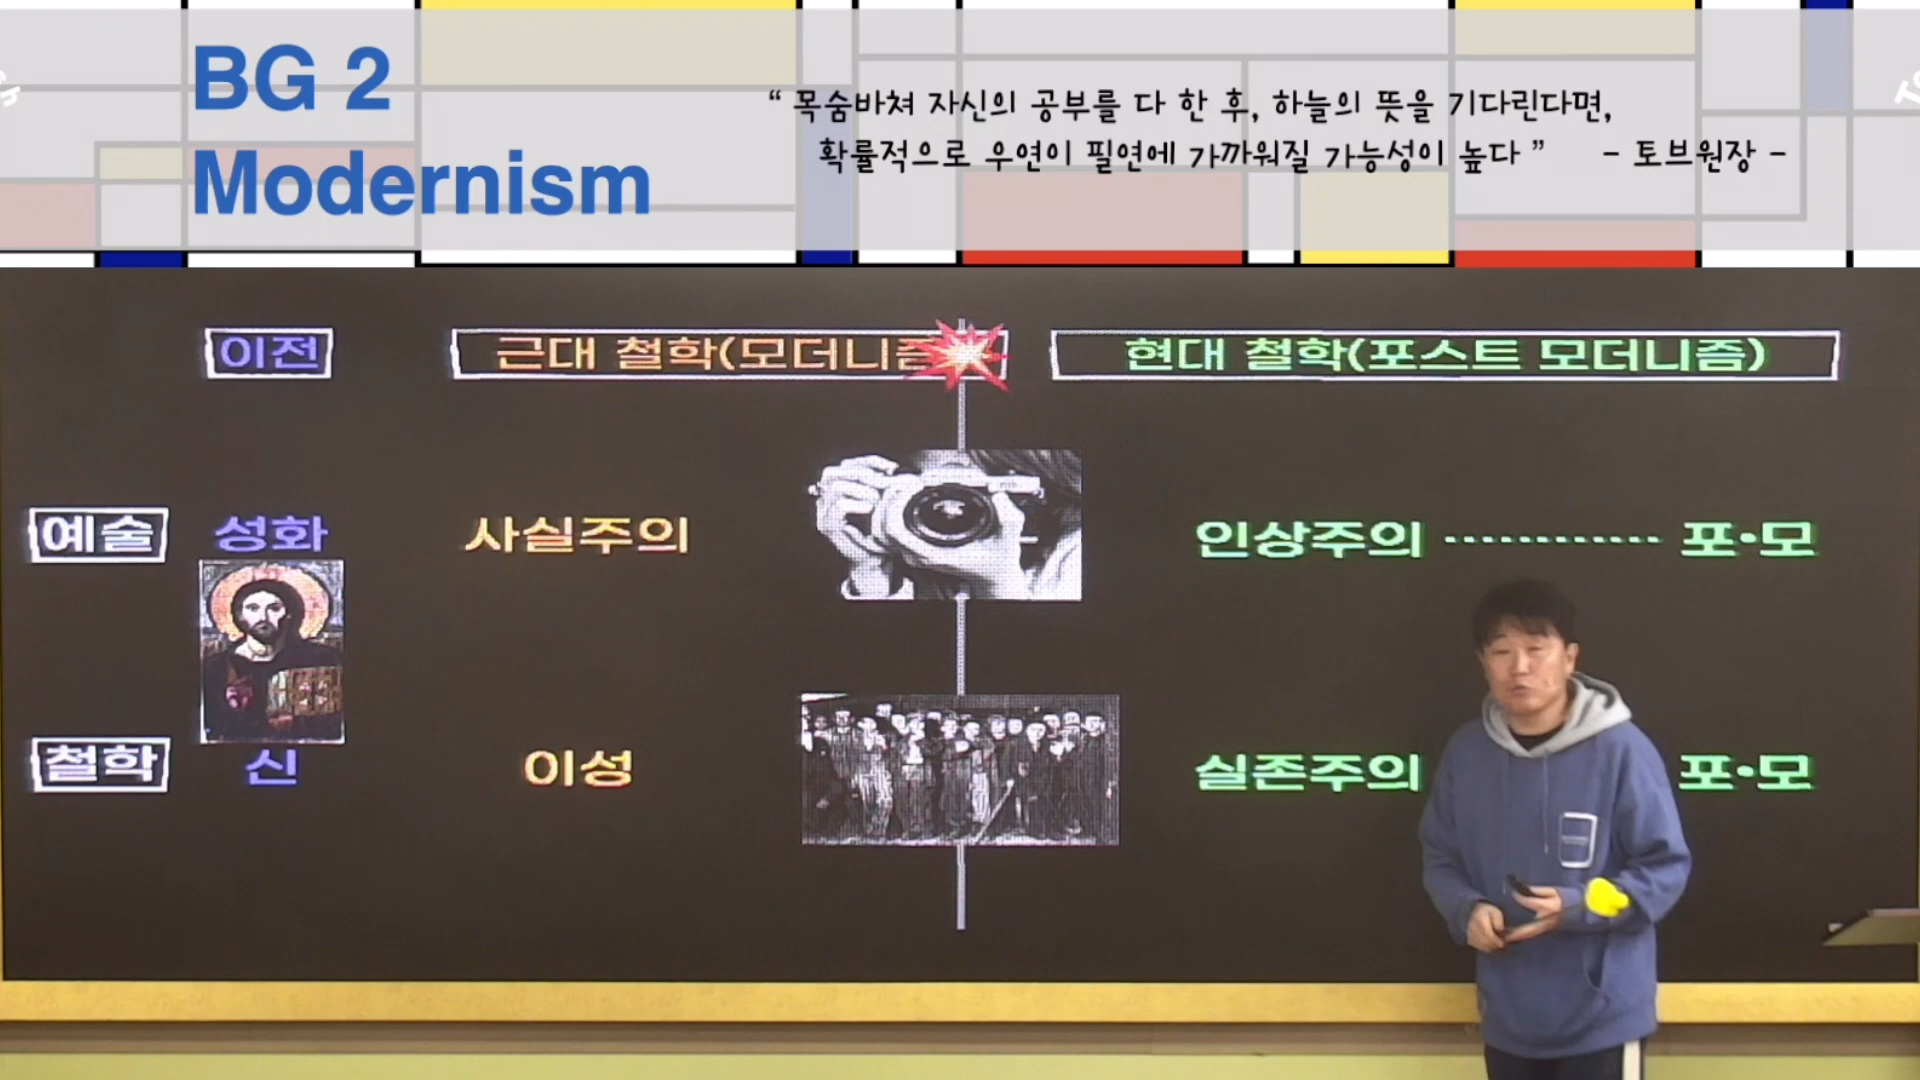 BG 2
Modernism
“ 목숨바쳐 자신의 공부를 다 한 후, 하늘의 뜻을 기다린다면,
확률적으로 우연이 필연에 가까워질 가능성이 높다 ” - 토브원장 -
이전 근대 철학(모더니즘 현대 철학(포스트 모더니즘)
예술 성화 사실주의 인상주의 ············ 포·모
철학 신 이성 실존주의 포·모